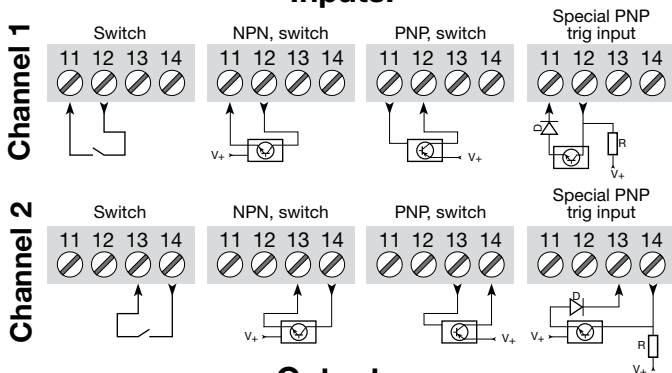 Channel 1
Switch
NPN, switch
PNP, switch
Special PNP
trig input
11 12 13 14
11 12 13 14
11 12 13 14
11 12 13 14
V+
V+
D
R
V+
Channel 2
Switch
NPN, switch
PNP, switch
Special PNP
trig input
11 12 13 14
11 12 13 14
11 12 13 14
11 12 13 14
V+
V+
D
V+
R
V+